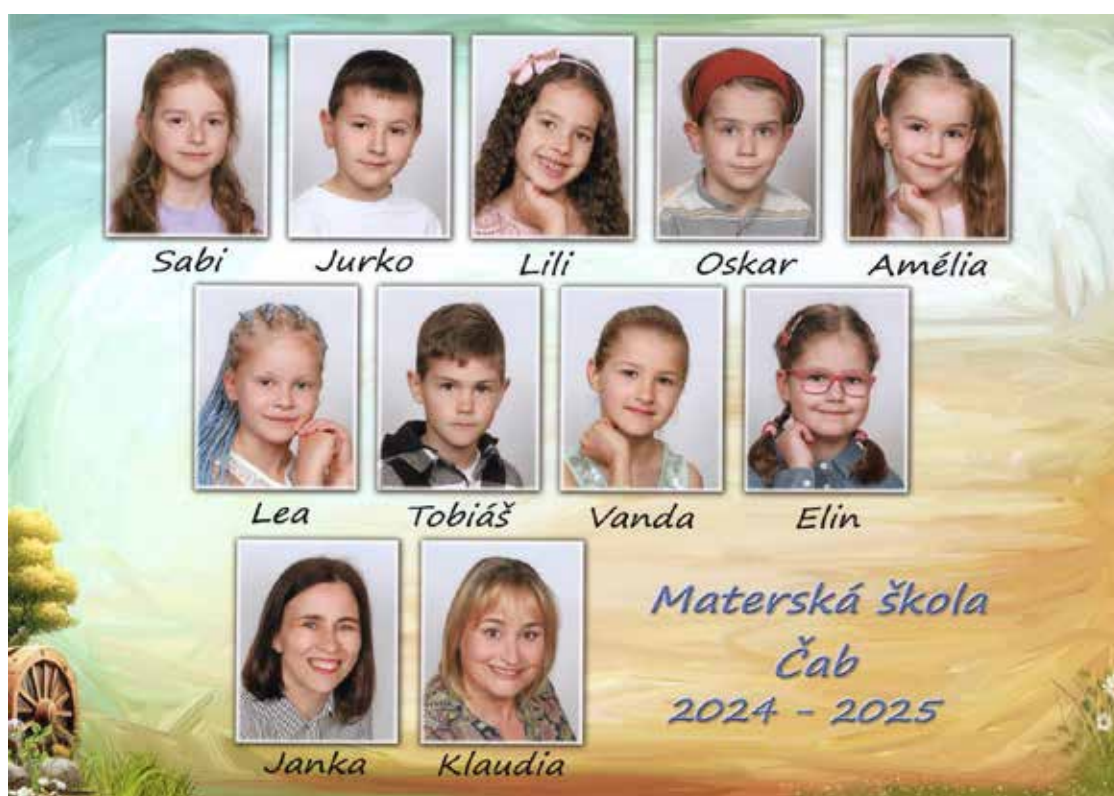 Sabi Jurko Lili Oskar Amélia
Lea Tobiáš Vanda Elin
Materská škola
Čab
2024 - 2025
Janka Klaudia